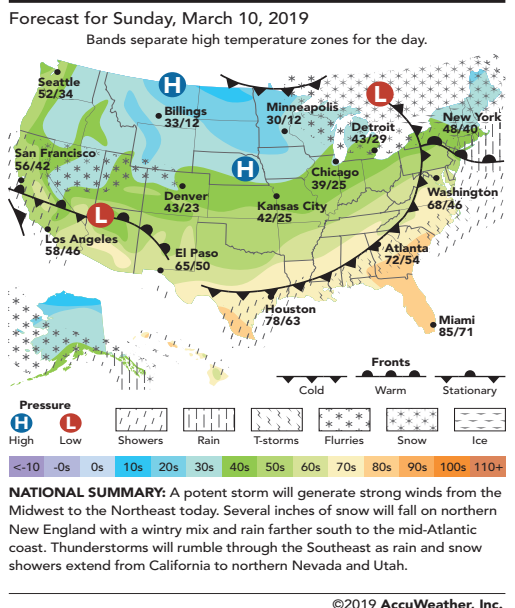 Forecast for Sunday, March 10, 2019
Bands separate high temperature zones for the day.
Seattle
52/34
H
Billings
33/12
Minneapolis
30/12
L
Detroit
43/29
New York
48/40
San Francisco
56/42
H
Chicago
39/25
Denver
43/23
Kansas City
42/25
Washington
68/46
L
Los Angeles
58/46
El Paso
65/50
Atlanta
72/54
Houston
78/63
Miami
85/71
Fronts
Cold Warm Stationary
Pressure
H L
High Low Showers Rain T-storms Flurries Snow Ice
<-10 -0s 0s 10s 20s 30s 40s 50s 60s 70s 80s 90s 100s 110+
NATIONAL SUMMARY: A potent storm will generate strong winds from the
Midwest to the Northeast today. Several inches of snow will fall on northern
New England with a wintry mix and rain farther south to the mid-Atlantic
coast. Thunderstorms will rumble through the Southeast as rain and snow
showers extend from California to northern Nevada and Utah.
©2019 AccuWeather, Inc.